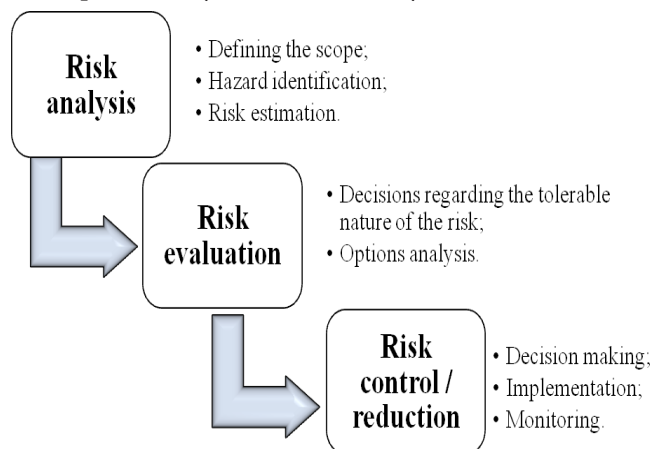 Risk
analysis
• Defining the scope;
• Hazard identification;
• Risk estimation.
Risk
evaluation
• Decisions regarding the tolerable
nature of the risk;
• Options analysis.
Risk
control /
reduction
• Decision making;
• Implementation;
• Monitoring.